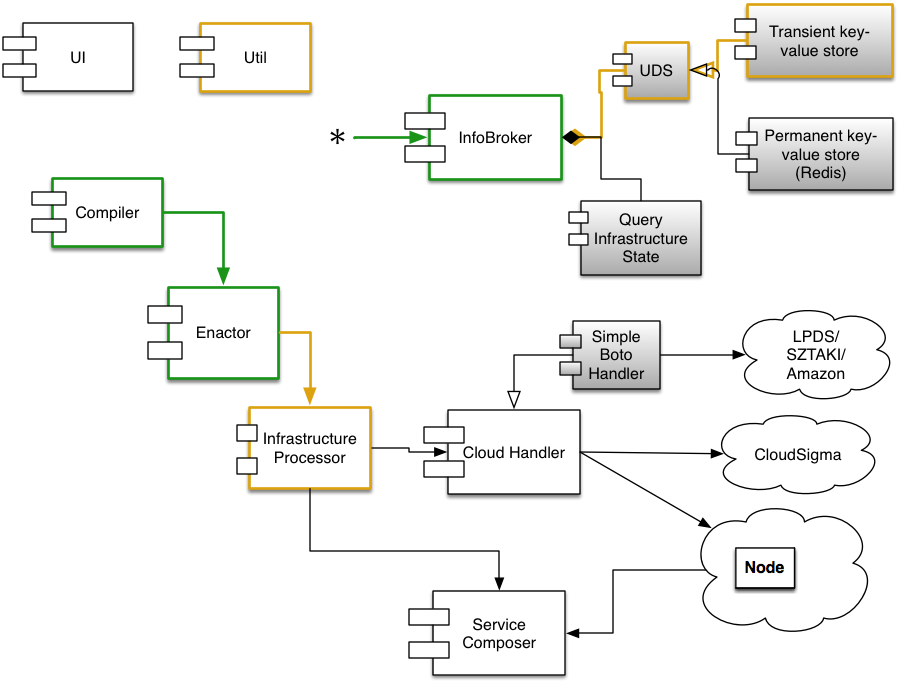 UI
Util
Transient key-
value store
UDS
*
InfoBroker
Permanent key-
value store
(Redis)
Compiler
Query
Infrastructure
State
Enactor
Simple
Boto
Handler
LPDS/
SZTAKI/
Amazon
Infrastructure
Processor
Cloud Handler
CloudSigma
Node
Service
Composer